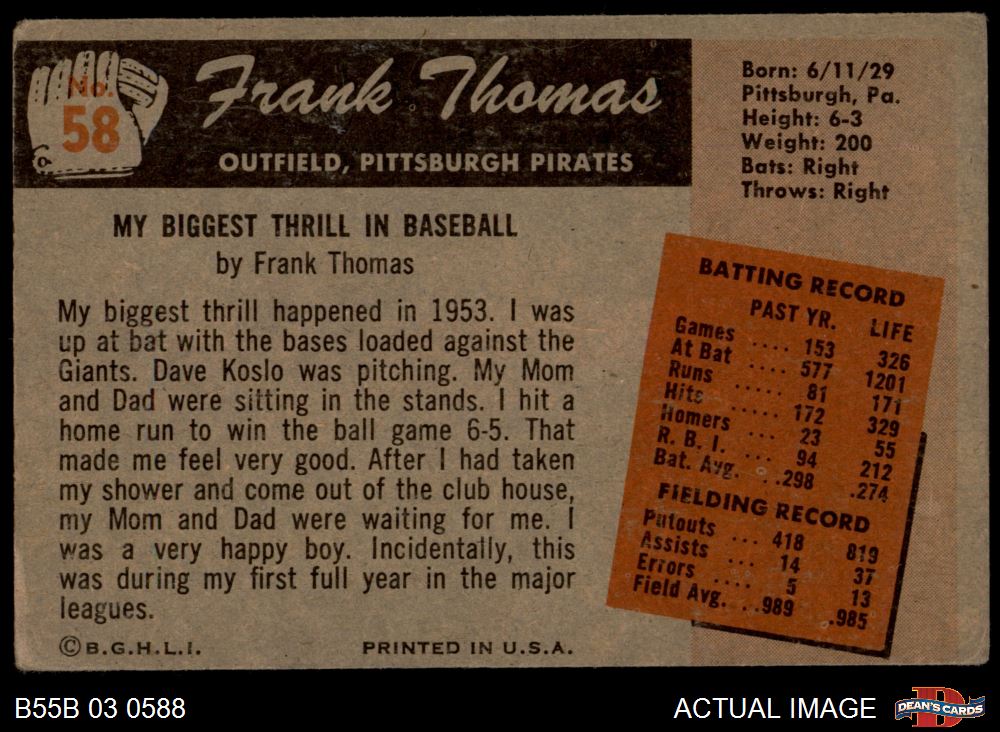 No.
58
Frank Thomas
OUTFIELD, PITTSBURGH PIRATES
Born: 6/11/29
Pittsburgh, Pa.
Height: 6-3
Weight: 200
Bats: Right
Throws: Right
MY BIGGEST THRILL IN BASEBALL
by Frank Thomas
My biggest thrill happened in 1953. I was
up at bat with the bases loaded against the
Giants. Dave Koslo was pitching. My Mom
and Dad were sitting in the stands. I hit a
home run to win the ball game 6-5. That
made me feel very good. After I had taken
my shower and come out of the club house,
my Mom and Dad were waiting for me. I
was a very happy boy. Incidentally, this
was during my first full year in the major
leagues.
©B.G.H.L.I. PRINTED IN U.S.A.
BATTING RECORD
PAST YR. LIFE
Games .... 153 326
At Bat .... 577 1201
Runs ..... 81 171
Hits ..... 172 329
Homers ... 23 55
R. B. I. ... 94 212
Bat. Avg. ...298 .274
FIELDING RECORD
Putouts ... 418 819
Assists ... 14 37
Errors .... 5 13
Field Avg. ...989 .985
B55B 03 0588 ACTUAL IMAGE
D
DEAN'S CARDS